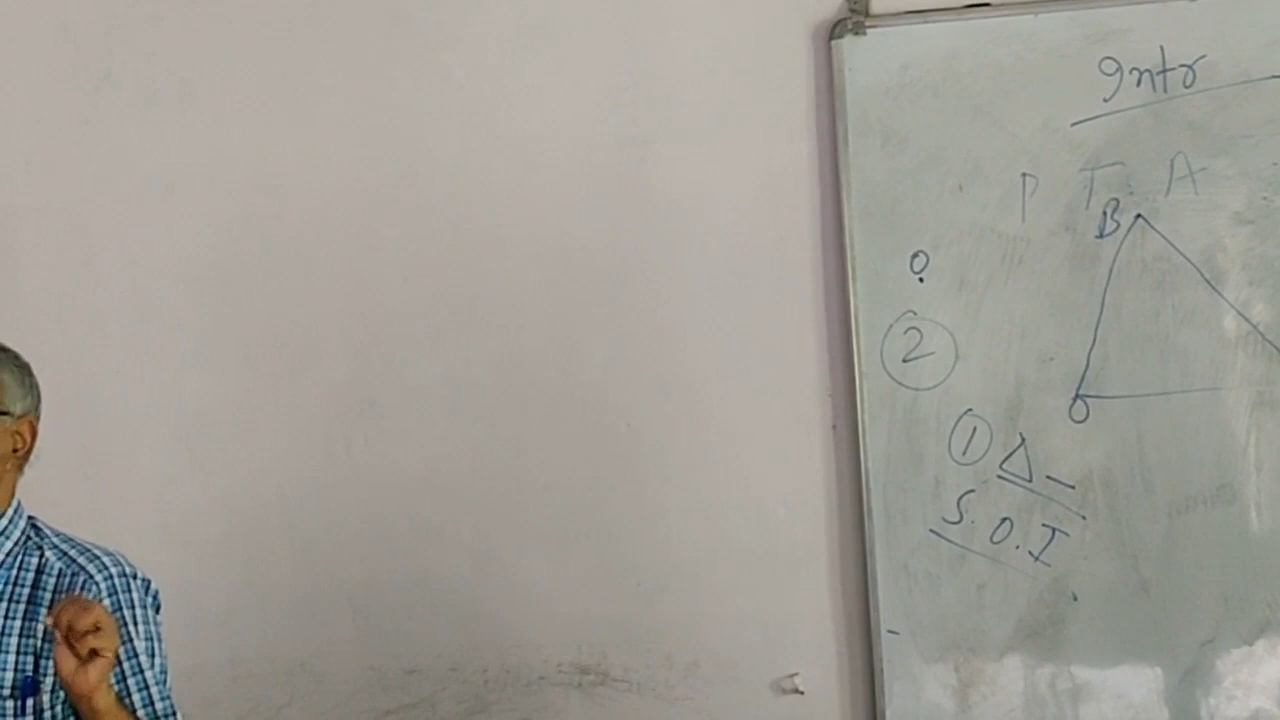 Intr
P T. A
B
②
O
① Δ _
S. O. I